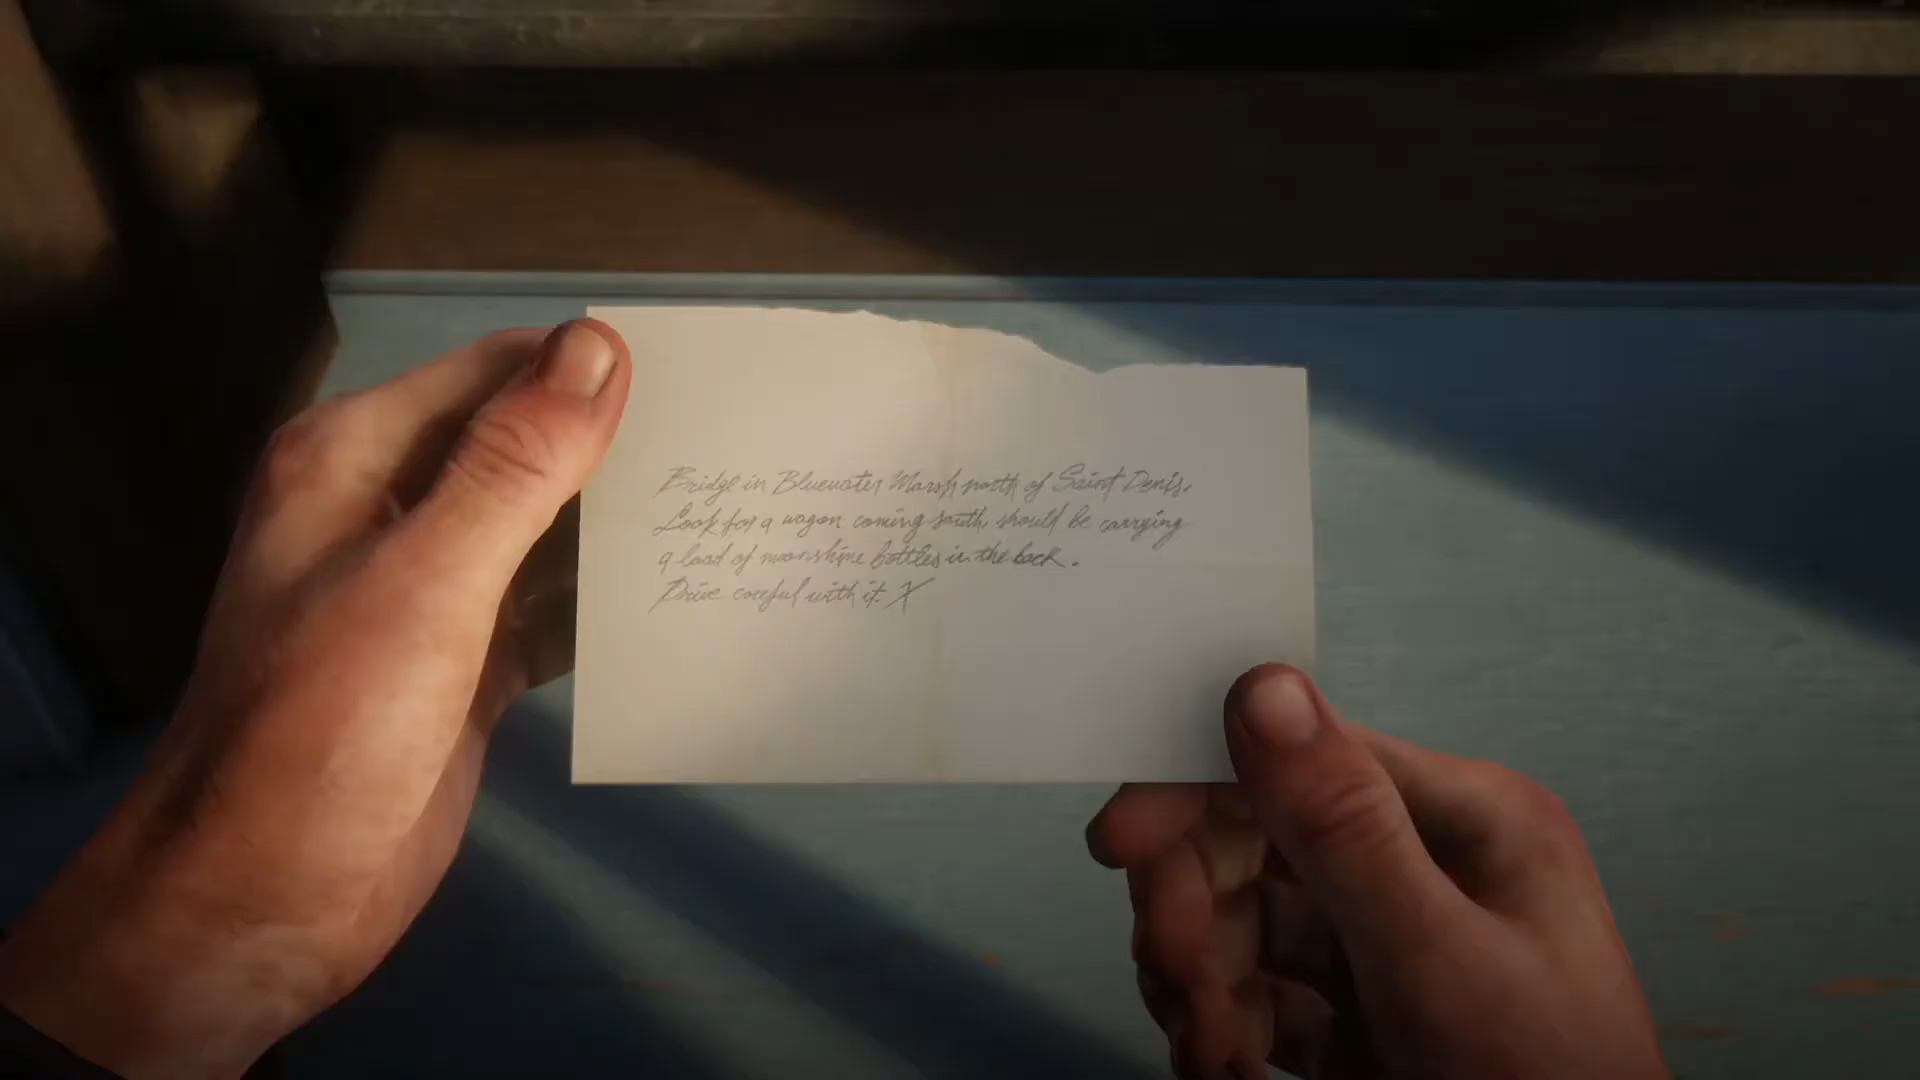 Bridge in Bluewater Marsh north of Saint Denis.
Look for a wagon coming south, should be carrying
a load of moonshine bottles in the back.
Drive careful with it. X